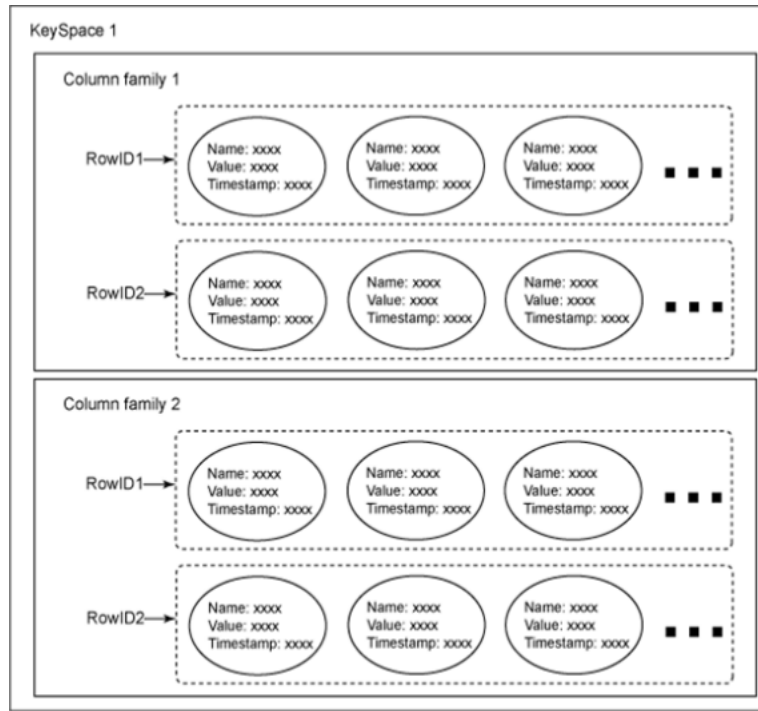 KeySpace 1
Column family 1
RowID1
Name: xxxx
Value: xxxx
Timestamp: xxxx
Name: xxxx
Value: xxxx
Timestamp: xxxx
Name: xxxx
Value: xxxx
Timestamp: xxxx
RowID2
Name: xxxx
Value: xxxx
Timestamp: xxxx
Name: xxxx
Value: xxxx
Timestamp: xxxx
Name: xxxx
Value: xxxx
Timestamp: xxxx
Column family 2
RowID1
Name: xxxx
Value: xxxx
Timestamp: xxxx
Name: xxxx
Value: xxxx
Timestamp: xxxx
Name: xxxx
Value: xxxx
Timestamp: xxxx
RowID2
Name: xxxx
Value: xxxx
Timestamp: xxxx
Name: xxxx
Value: xxxx
Timestamp: xxxx
Name: xxxx
Value: xxxx
Timestamp: xxxx